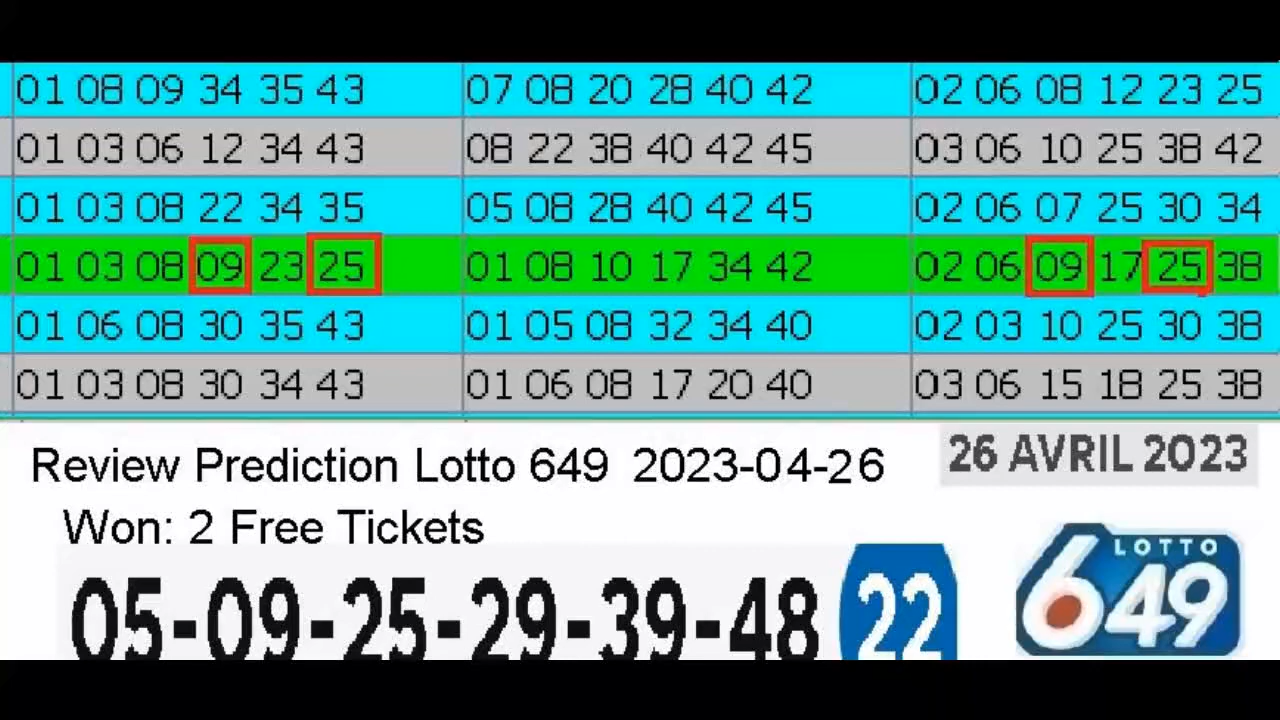 01 08 09 34 35 43 07 08 20 28 40 42 02 06 08 12 23 25
01 03 06 12 34 43 08 22 38 40 42 45 03 06 10 25 38 42
01 03 08 22 34 35 05 08 28 40 42 45 02 06 07 25 30 34
01 03 08 09 23 25 01 08 10 17 34 42 02 06 09 17 25 38
01 06 08 30 35 43 01 05 08 32 34 40 02 03 10 25 30 38
01 03 08 30 34 43 01 06 08 17 20 40 03 06 15 18 25 38
Review Prediction Lotto 649 2023-04-26
26 AVRIL 2023
Won: 2 Free Tickets
05-09-25-29-39-48 22
LOTTO
649